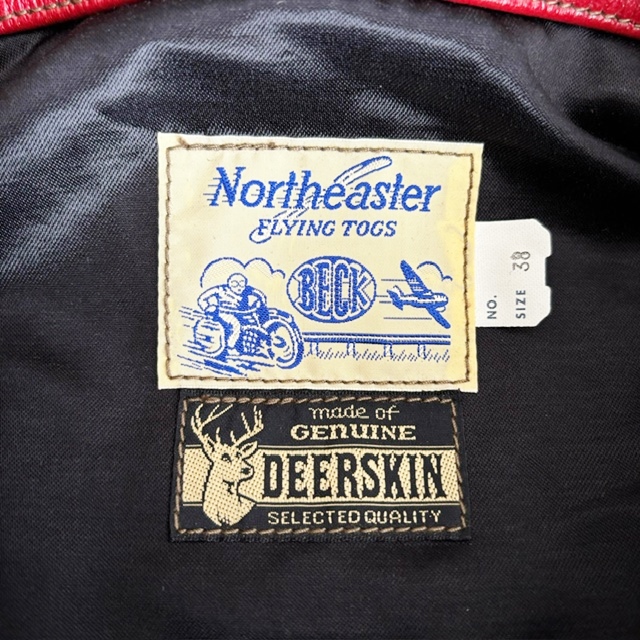 Northeaster
FLYING TOGS
BECK
NO.
SIZE 38
made of
GENUINE
DEERSKIN
SELECTED QUALITY